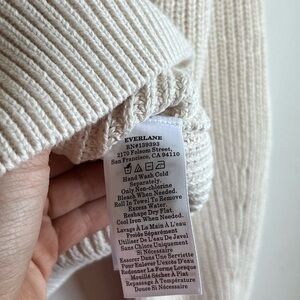 EVERLANE
RN#139393
2170 Folsom Street,
San Francisco, CA 94110
Hand Wash Cold
Separately.
Only Non-chlorine
Bleach When Needed.
Roll In Towel To Remove
Excess Water.
Reshape Dry Flat.
Cool Iron When Needed.
Lavage À La Main À L'eau
Froide Séparément
Utiliser De L'eau De Javel
Sans Chlore Uniquement
Si Nécessaire
Essorer Dans Une Serviette
Pour Enlever L'excès D'eau
Redonner La Forme Lorsque
Mouillé Sécher À Plat
Repassage À Température
Douce Si Nécessaire